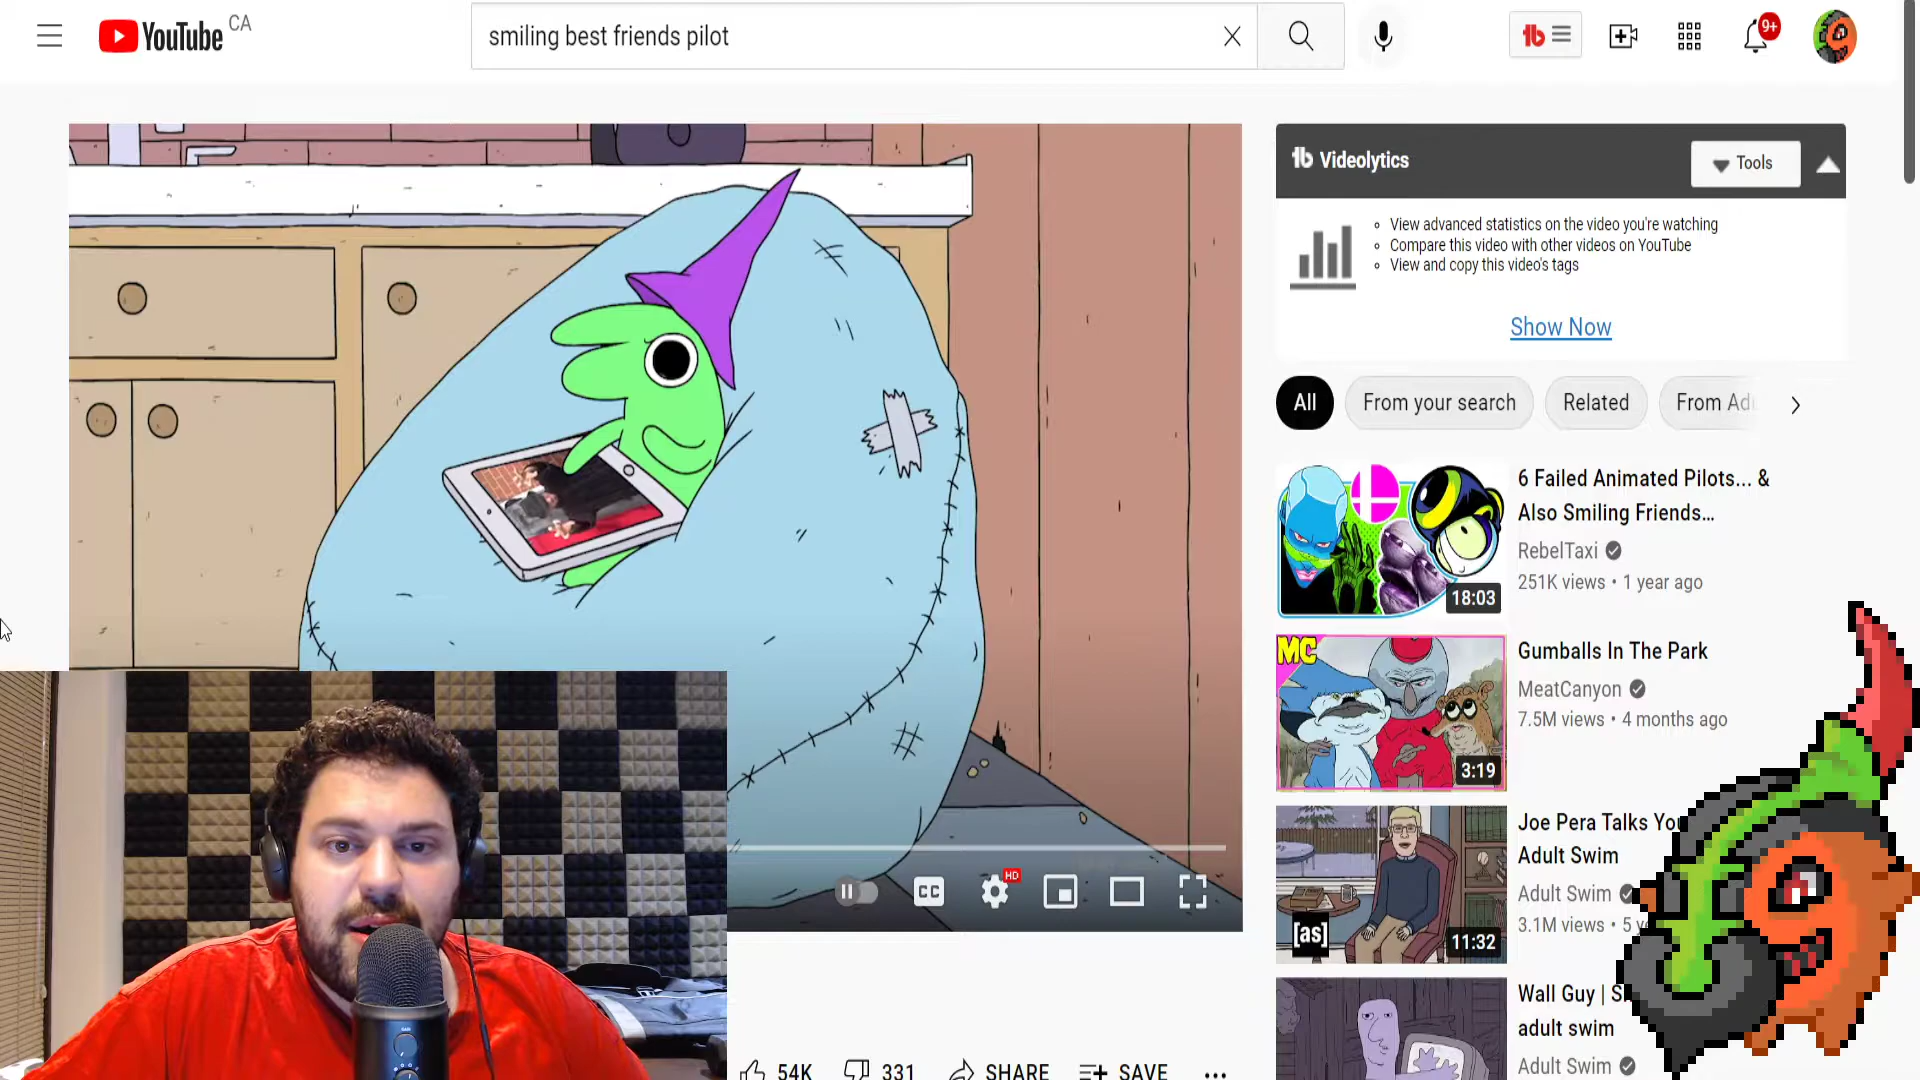 YouTube CA
smiling best friends pilot
9+
Videolytics
Tools
View advanced statistics on the video you're watching
Compare this video with other videos on YouTube
View and copy this video's tags
Show Now
All
From your search
Related
6 Failed Animated Pilots... &
Also Smiling Friends...
RebelTaxi
251K views • 1 year ago
18:03
MC
Gumballs In The Park
MeatCanyon
7.5M views • 4 months ago
3:19
Joe Pera Talks You
Adult Swim
Adult Swim
3.1M views • 5
[as]
11:32
Wall Guy |
adult swim
Adult Swim
CC
HD
54K
331
SHARE
SAVE